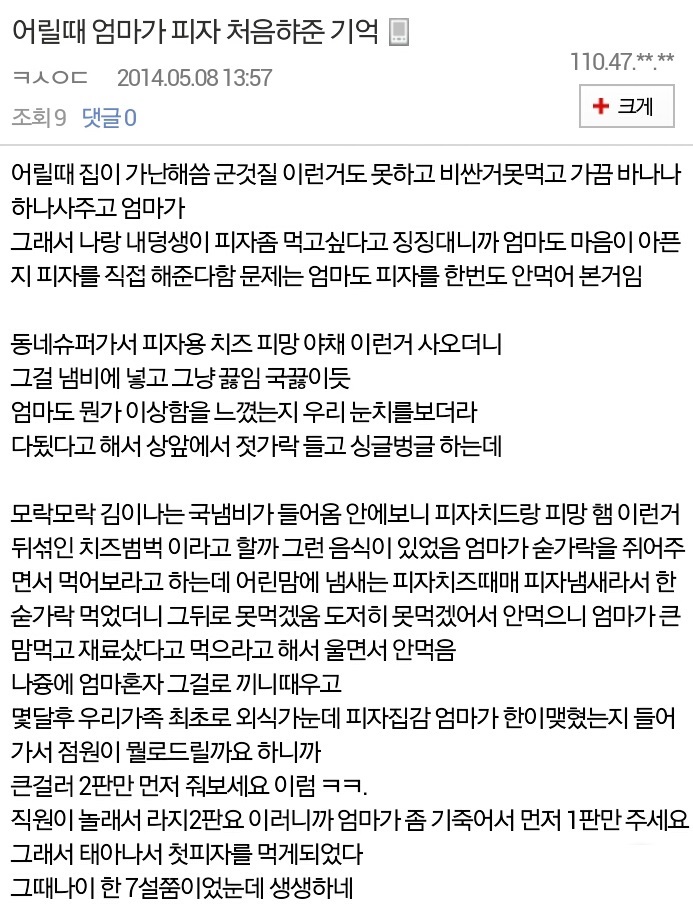 어릴때 엄마가 피자 처음햐준 기억
ㅋㅅㅇㄷ 2014.05.08 13:57
110.47.**.**
조회 9 댓글 0
+ 크게
어릴때 집이 가난해씀 군것질 이런거도 못하고 비싼거못먹고 가끔 바나나
하나사주고 엄마가
그래서 나랑 내덩생이 피자좀 먹고싶다고 징징대니까 엄마도 마음이 아픈
지 피자를 직접 해준다함 문제는 엄마도 피자를 한번도 안먹어 본거임
동네슈퍼가서 피자용 치즈 피망 야채 이런거 사오더니
그걸 냄비에 넣고 그냥 끓임 국끓이듯
엄마도 뭔가 이상함을 느꼈는지 우리 눈치를보더라
다됬다고 해서 상앞에서 젓가락 들고 싱글벙글 하는데
모락모락 김이나는 국냄비가 들어옴 안에보니 피자치드랑 피망 햄 이런거
뒤섞인 치즈범벅 이라고 할까 그런 음식이 있었음 엄마가 숟가락을 쥐어주
면서 먹어보라고 하는데 어린맘에 냄새는 피자치즈때매 피자냄새라서 한
숟가락 먹었더니 그뒤로 못먹겠움 도저히 못먹겠어서 안먹으니 엄마가 큰
맘먹고 재료샀다고 먹으라고 해서 울면서 안먹음
나즁에 엄마혼자 그걸로 끼니때우고
몇달후 우리가족 최초로 외식가눈데 피자집감 엄마가 한이맺혔는지 들어
가서 점원이 뭘로드릴까요 하니까
큰걸러 2판만 먼저 줘보세요 이럼 ㅋㅋ.
직원이 놀래서 라지2판요 이러니까 엄마가 좀 기죽어서 먼저 1판만 주세요
그래서 태아나서 첫피자를 먹게되었다
그때나이 한 7설쯤이었눈데 생생하네